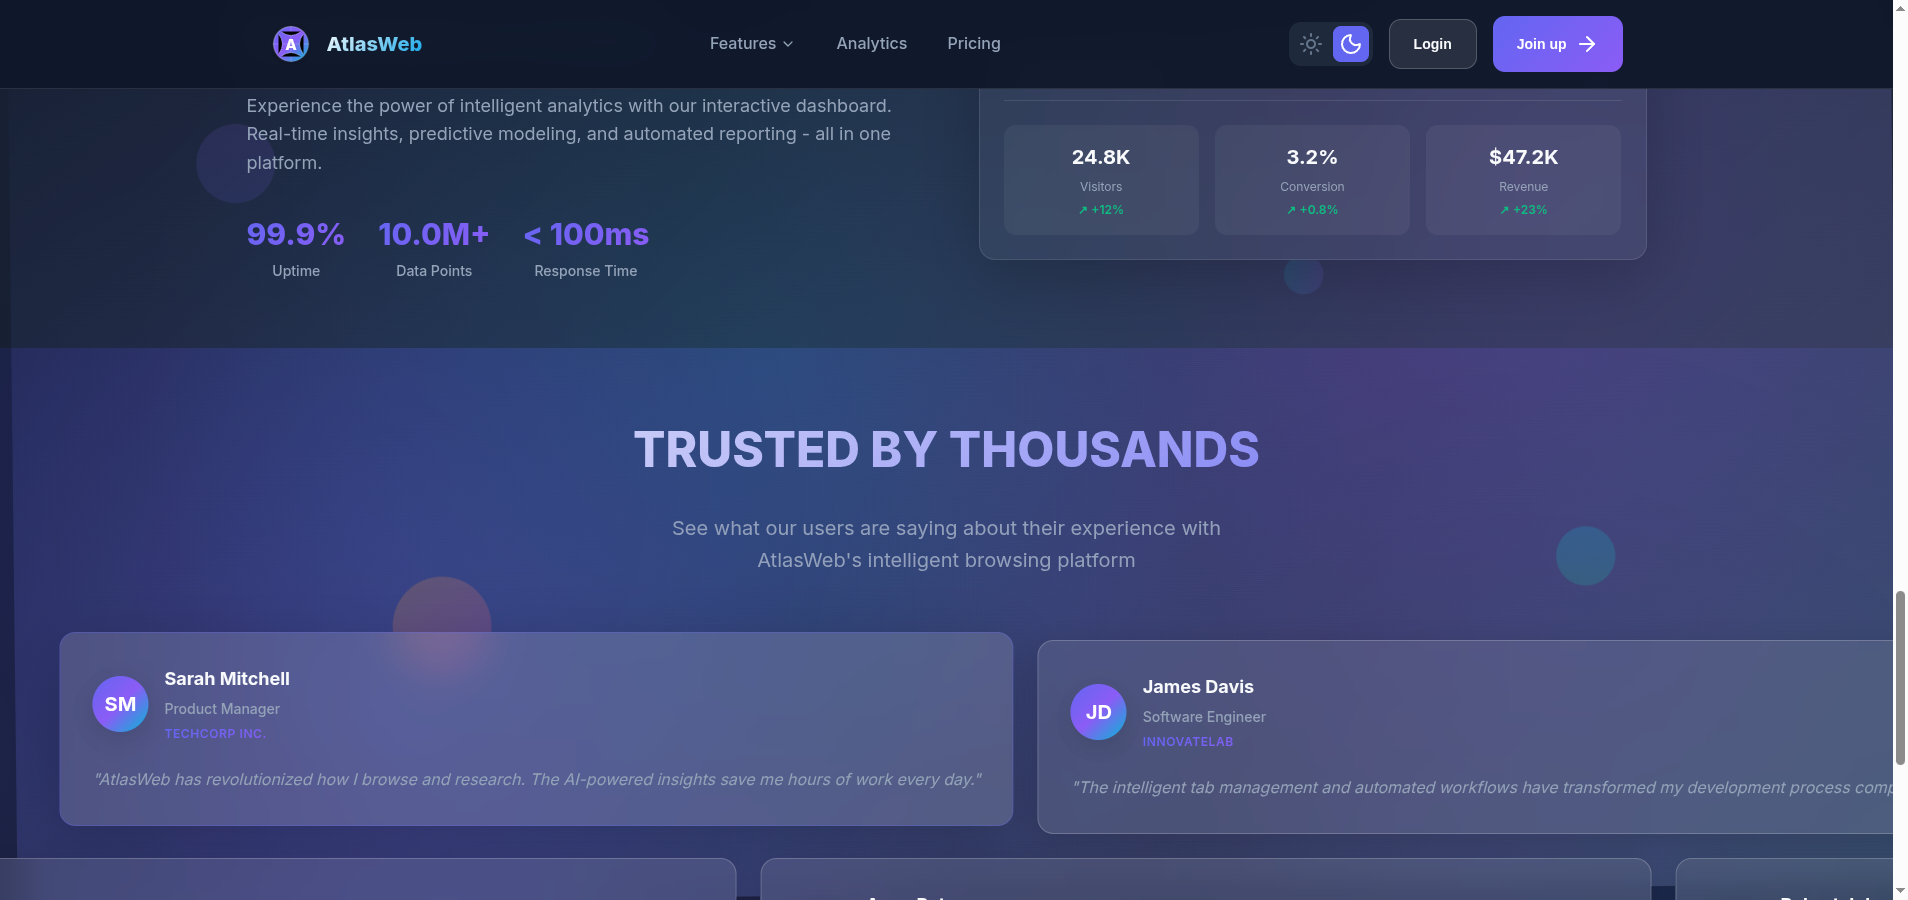 A
AtlasWeb
Features
Analytics
Pricing
Login
Join up
Experience the power of intelligent analytics with our interactive dashboard.
Real-time insights, predictive modeling, and automated reporting - all in one
platform.
99.9%
10.0M+
< 100ms
Uptime
Data Points
Response Time
24.8K
Visitors
↗ +12%
3.2%
Conversion
↗ +0.8%
$47.2K
Revenue
↗ +23%
TRUSTED BY THOUSANDS
See what our users are saying about their experience with
AtlasWeb's intelligent browsing platform
SM
Sarah Mitchell
Product Manager
TECHCORP INC.
"AtlasWeb has revolutionized how I browse and research. The AI-powered insights save me hours of work every day."
JD
James Davis
Software Engineer
INNOVATELAB
"The intelligent tab management and automated workflows have transformed my development process